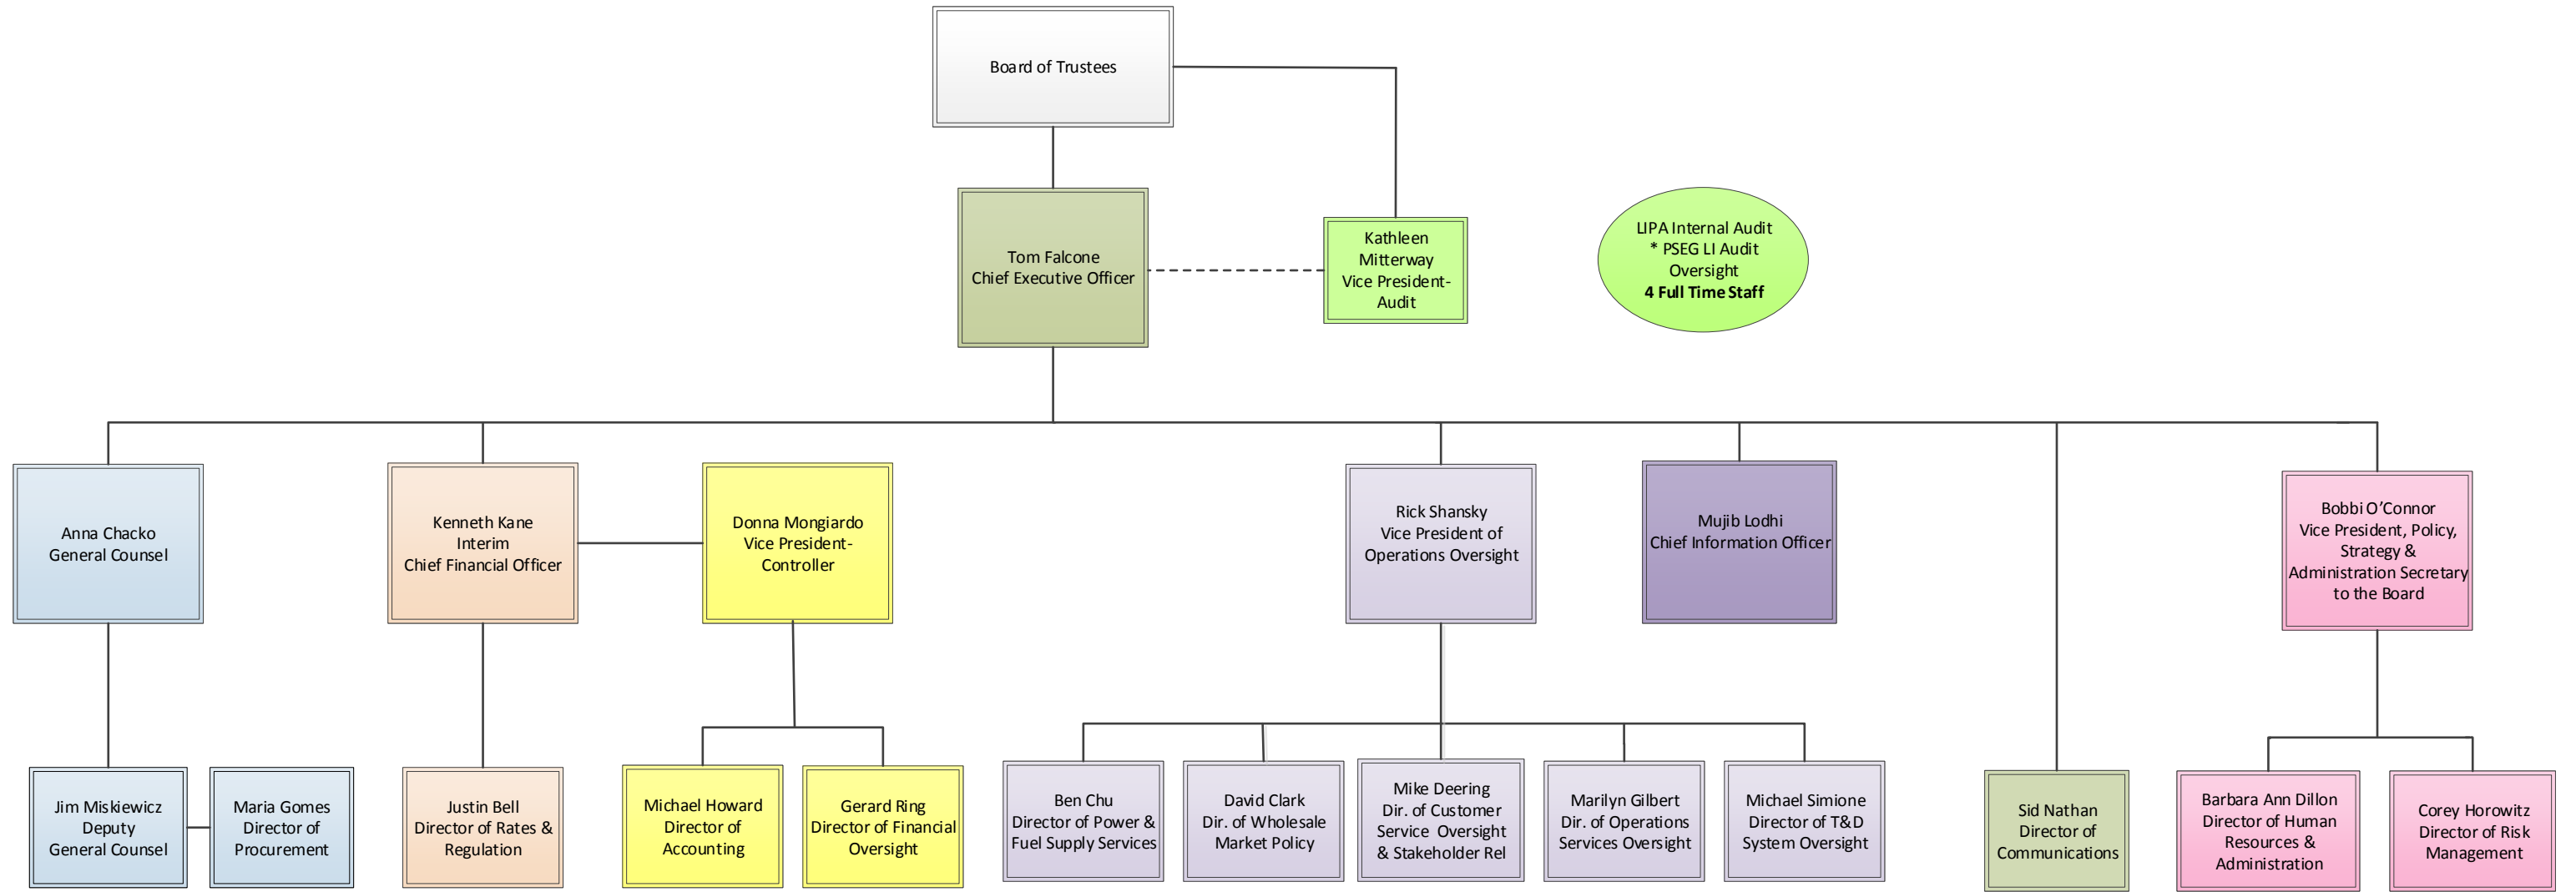 Board of Trustees
Tom Falcone
Chief Executive Officer
Kathleen
Mitterway
Vice President-
Audit
LIPA Internal Audit
* PSEG LI Audit
Oversight
4 Full Time Staff
Anna Chacko
General Counsel
Kenneth Kane
Interim
Chief Financial Officer
Donna Mongiardo
Vice President-
Controller
Rick Shansky
Vice President of
Operations Oversight
Mujib Lodhi
Chief Information Officer
Bobbi O’Connor
Vice President, Policy,
Strategy &
Administration Secretary
to the Board
Jim Miskiewicz
Deputy
General Counsel
Maria Gomes
Director of
Procurement
Justin Bell
Director of Rates &
Regulation
Michael Howard
Director of
Accounting
Gerard Ring
Director of Financial
Oversight
Ben Chu
Director of Power &
Fuel Supply Services
David Clark
Dir. of Wholesale
Market Policy
Mike Deering
Dir. of Customer
Service Oversight
& Stakeholder Rel
Marilyn Gilbert
Dir. of Operations
Services Oversight
Michael Simione
Director of T&D
System Oversight
Sid Nathan
Director of
Communications
Barbara Ann Dillon
Director of Human
Resources &
Administration
Corey Horowitz
Director of Risk
Management